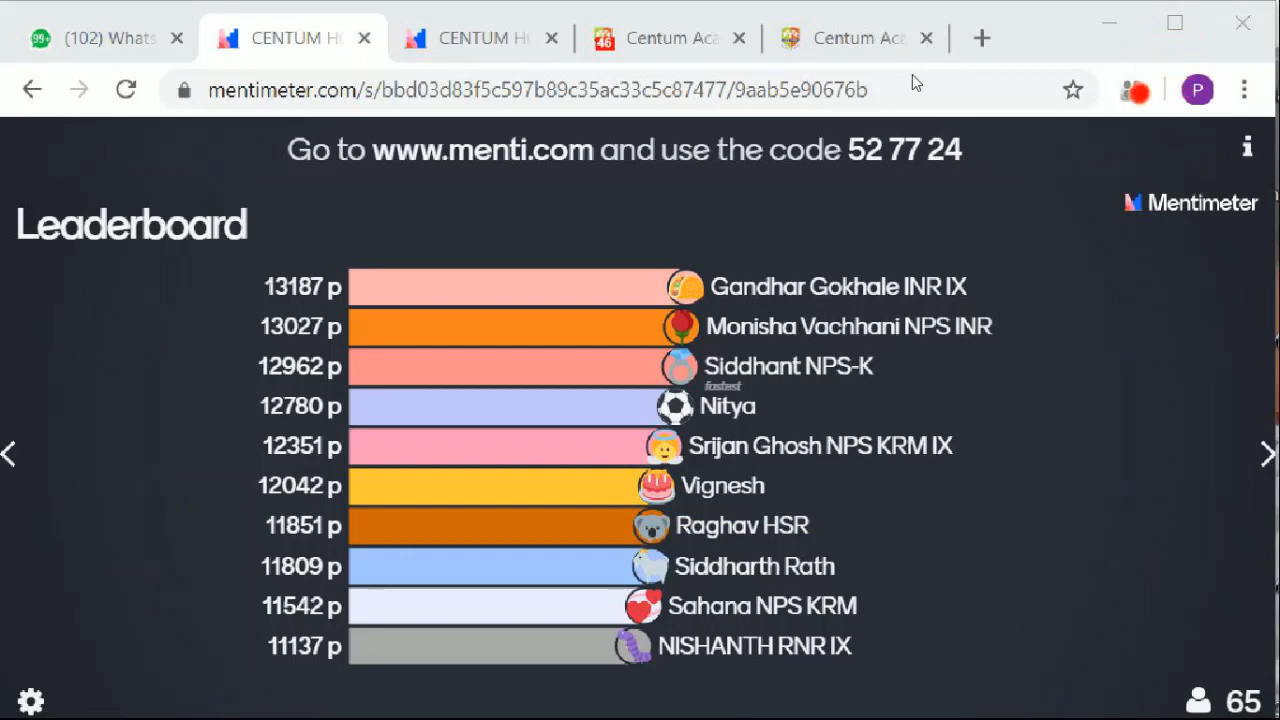 99+ (102) Whats
CENTUM H
CENTUM H
46 Centum Aca
Centum Aca
mentimeter.com/s/bbd03d83f5c597b89c35ac33c5c87477/9aab5e90676b
P
Go to www.menti.com and use the code 52 77 24
i
Mentimeter
Leaderboard
13187 p Gandhar Gokhale INR IX
13027 p Monisha Vachhani NPS INR
12962 p Siddhant NPS-K
fastest
12780 p Nitya
12351 p Srijan Ghosh NPS KRM IX
12042 p Vignesh
11851 p Raghav HSR
11809 p Siddharth Rath
11542 p Sahana NPS KRM
11137 p NISHANTH RNR IX
65